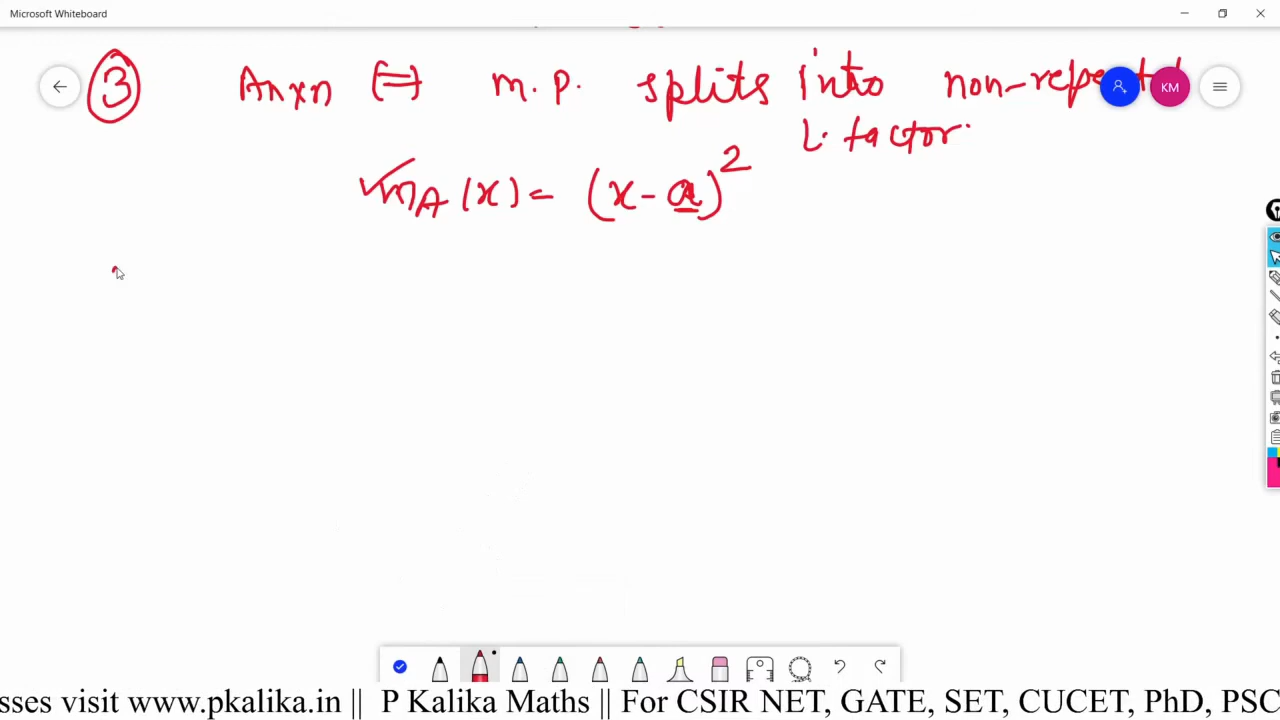 Microsoft Whiteboard
③ Anxn ⟺ m.p. splits into non-repeated
L. factor.
✓m_A(x) = (x - a)^2
KM
sses visit www.pkalika.in || P Kalika Maths || For CSIR NET, GATE, SET, CUCET, PhD, PSC